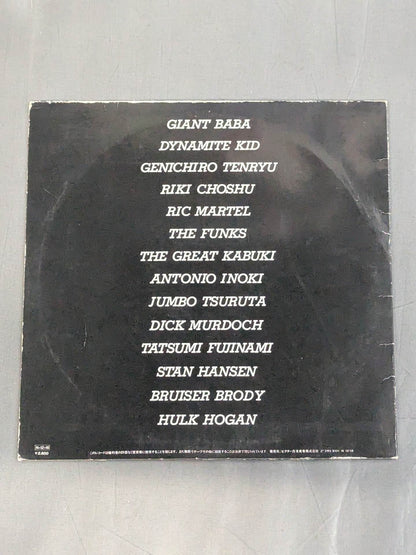 GIANT BABA
DYNAMITE KID
GENICHIRO TENRYU
RIKI CHOSHU
RIC MARTEL
THE FUNKS
THE GREAT KABUKI
ANTONIO INOKI
JUMBO TSURUTA
DICK MURDOCH
TATSUMI FUJINAMI
STAN HANSEN
BRUISER BRODY
HULK HOGAN